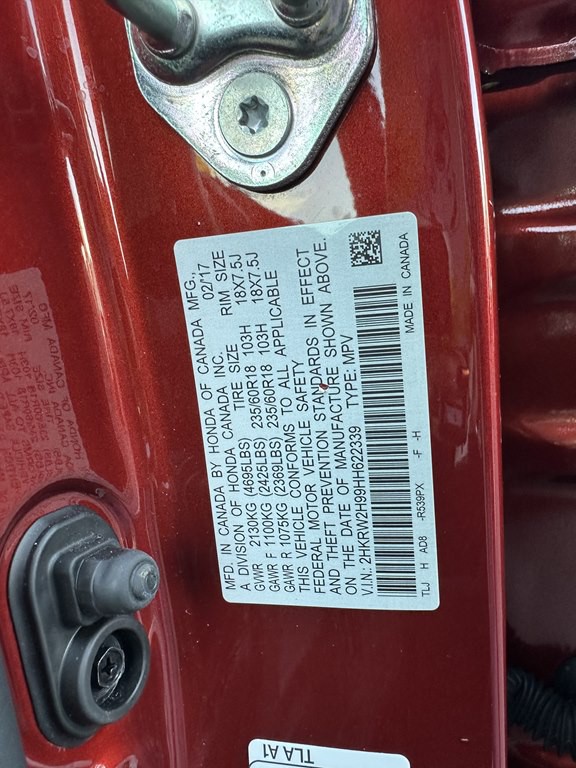 MFD. IN CANADA BY HONDA OF CANADA MFG.,
A DIVISION OF HONDA CANADA INC. 02/17
TIRE SIZE RIM SIZE
GVWR 2130KG (4695LBS)
GAWR F 1100KG (2425LBS) 235/60R18 103H 18X7.5J
GAWR R 1075KG (2369LBS) 235/60R18 103H 18X7.5J
THIS VEHICLE CONFORMS TO ALL APPLICABLE
FEDERAL MOTOR VEHICLE SAFETY
AND THEFT PREVENTION STANDARDS IN EFFECT
ON THE DATE OF MANUFACTURE SHOWN ABOVE.
V.I.N.: 2HKRW2H99HH622339 TYPE: MPV
TLJ H AD8 -R539PX -F -H MADE IN CANADA
TLA A1